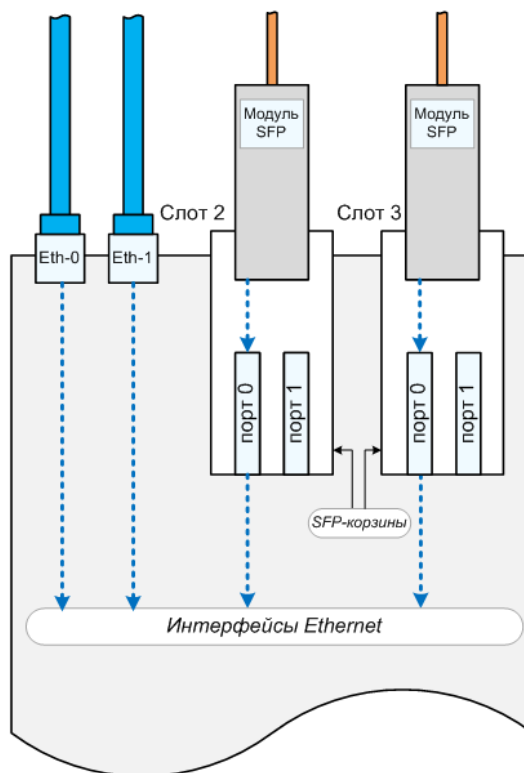 Модуль
SFP
Модуль
SFP
Слот 2
Слот 3
Eth-0
Eth-1
порт 0
порт 1
порт 0
порт 1
SFP-корзины
Интерфейсы Ethernet